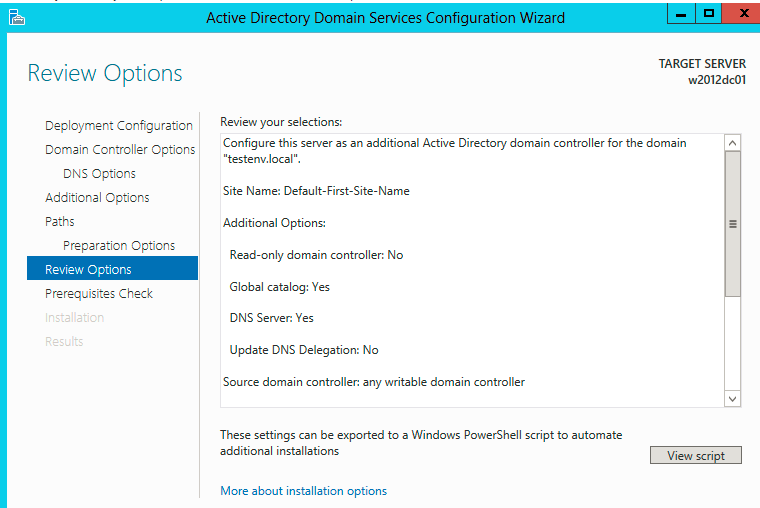 Active Directory Domain Services Configuration Wizard
Review Options
TARGET SERVER
w2012dc01
Deployment Configuration
Domain Controller Options
DNS Options
Additional Options
Paths
Preparation Options
Review Options
Prerequisites Check
Installation
Results
Review your selections:
Configure this server as an additional Active Directory domain controller for the domain
"testenv.local".
Site Name: Default-First-Site-Name
Additional Options:
Read-only domain controller: No
Global catalog: Yes
DNS Server: Yes
Update DNS Delegation: No
Source domain controller: any writable domain controller
These settings can be exported to a Windows PowerShell script to automate
additional installations
View script
More about installation options